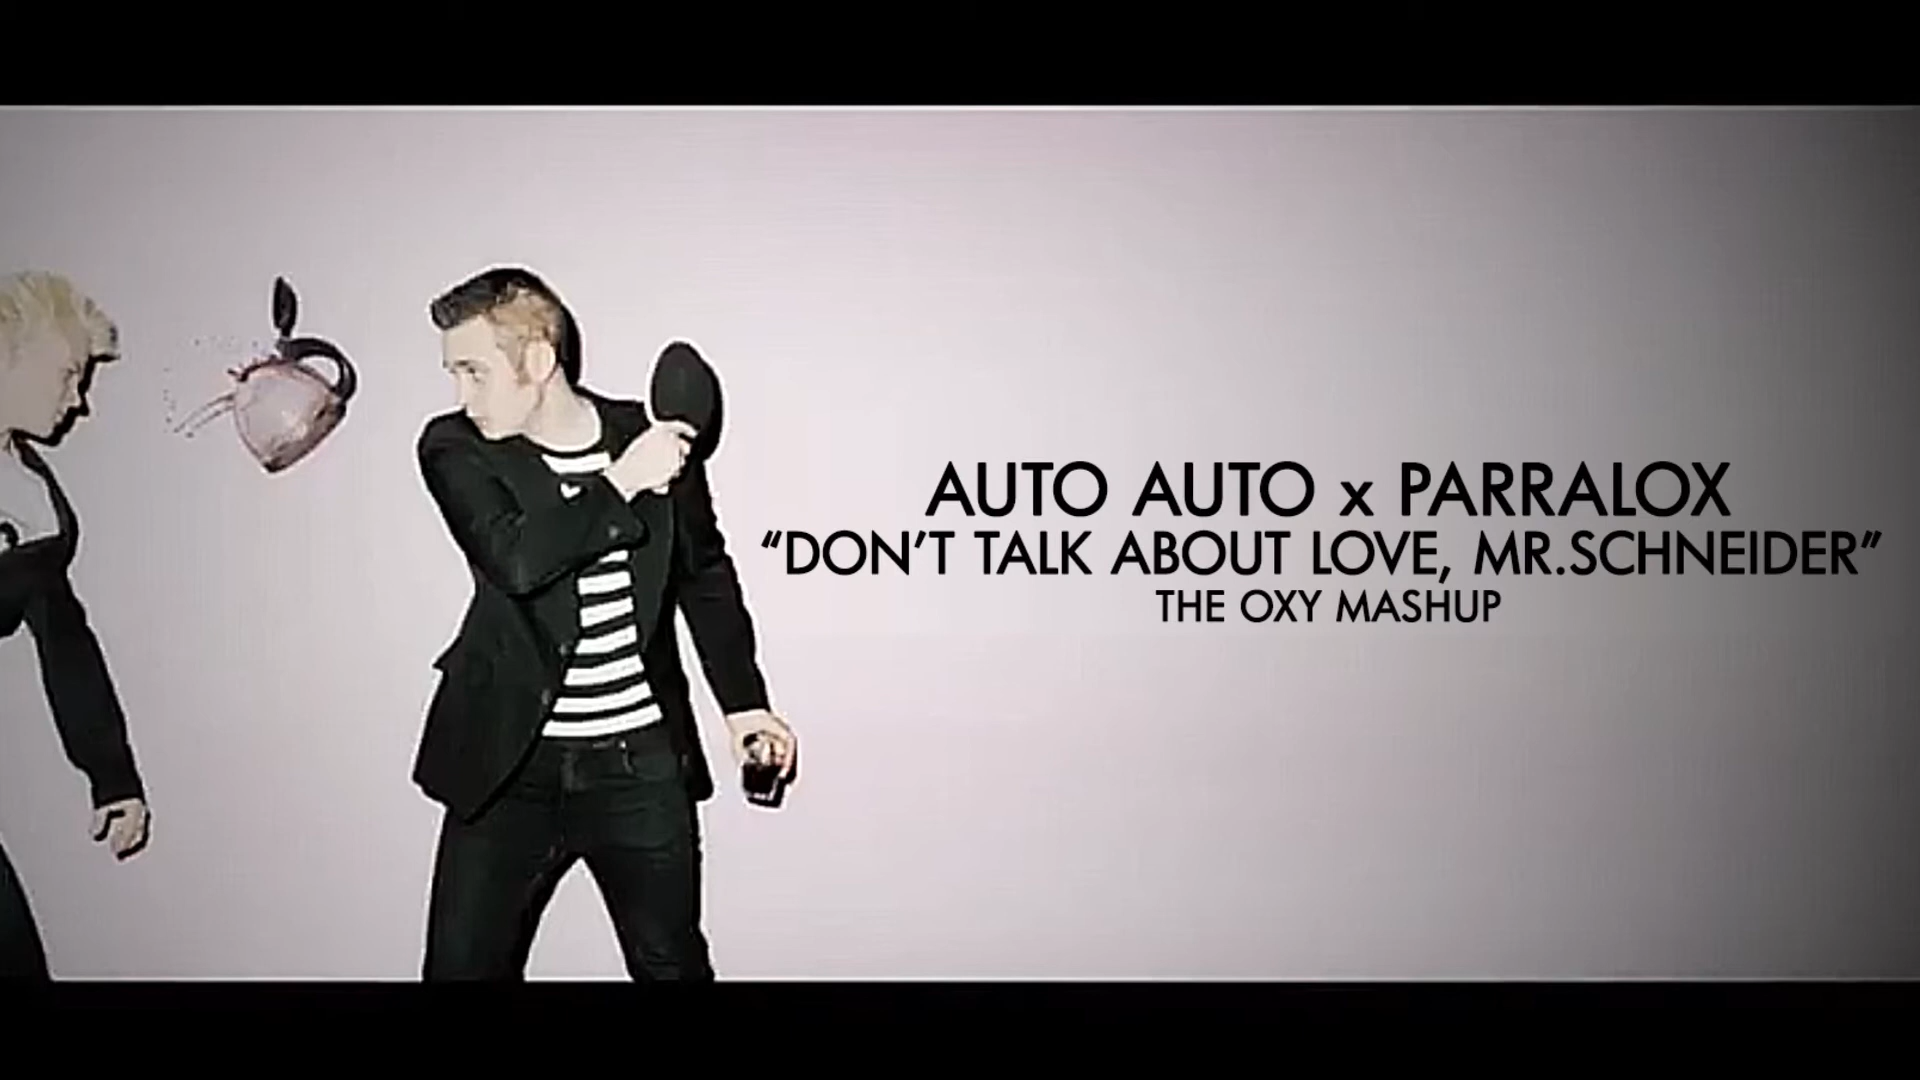 AUTO AUTO x PARRALOX
“DON’T TALK ABOUT LOVE, MR.SCHNEIDER”
THE OXY MASHUP